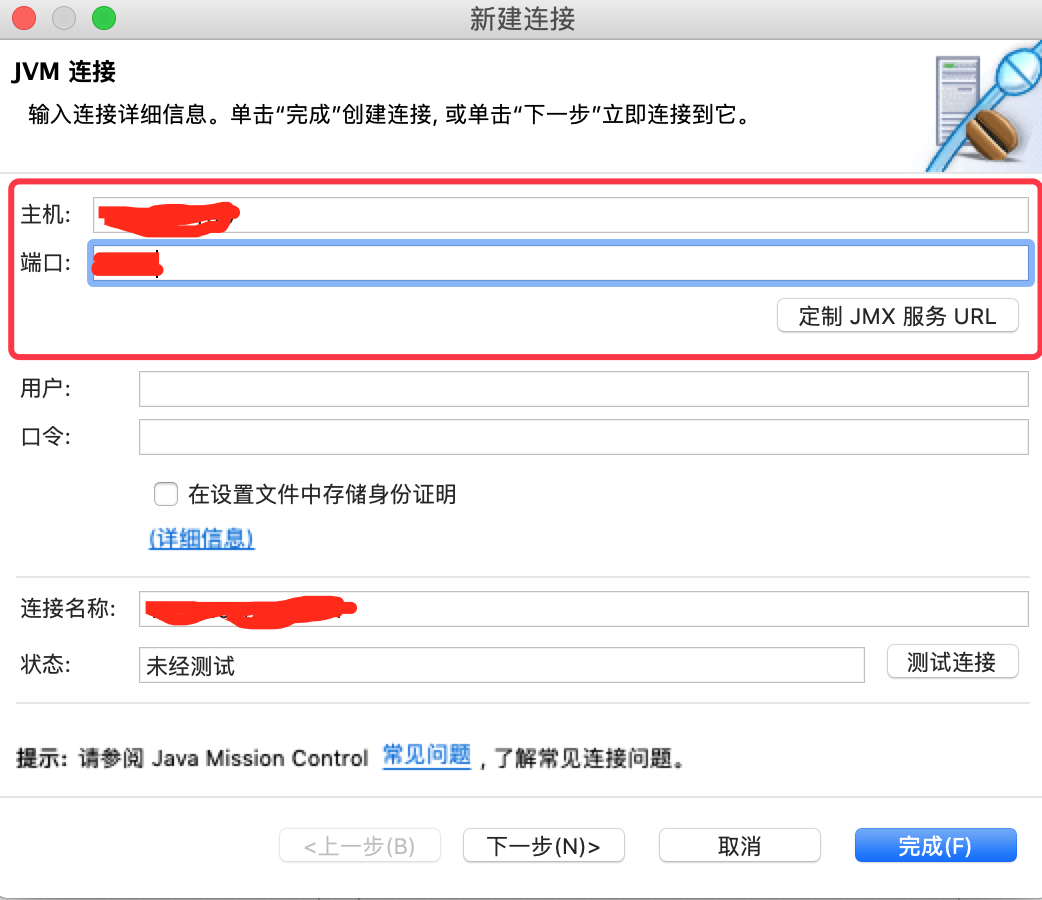 新建连接
JVM 连接
输入连接详细信息。单击“完成”创建连接, 或单击“下一步”立即连接到它。
主机:
端口:
定制 JMX 服务 URL
用户:
口令:
在设置文件中存储身份证明
(详细信息)
连接名称:
状态: 未经测试 测试连接
提示: 请参阅 Java Mission Control 常见问题 , 了解常见连接问题。
<上一步(B) 下一步(N)> 取消 完成(F)